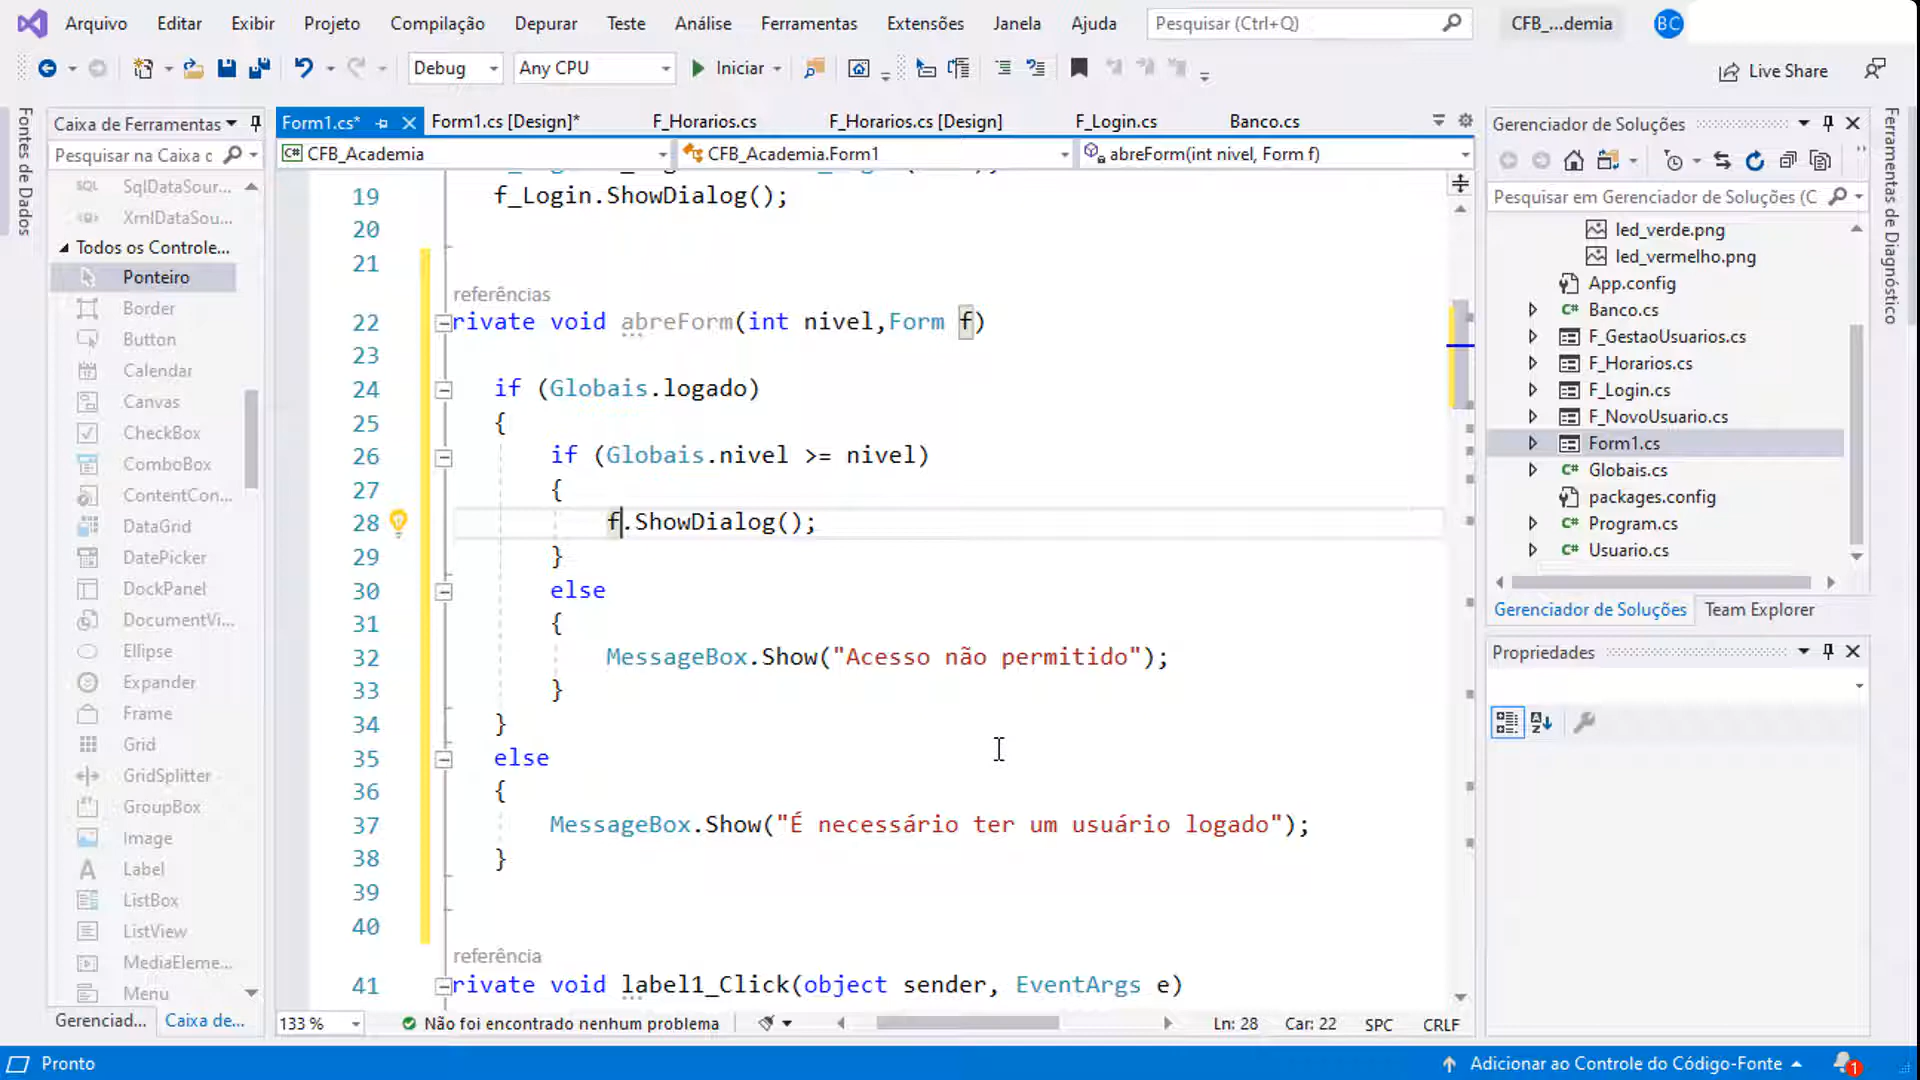 Arquivo Editar Exibir Projeto Compilação Depurar Teste Análise Ferramentas Extensões Janela Ajuda Pesquisar (Ctrl+Q) CFB_...demia BC
Debug Any CPU Iniciar Live Share
Fontes de Dados
Caixa de Ferramentas
Pesquisar na Caixa d
SQL SqlDataSour...
XmlDataSou...
Todos os Controle...
Ponteiro
Border
Button
Calendar
Canvas
CheckBox
ComboBox
ContentCon...
DataGrid
DatePicker
DockPanel
DocumentVi...
Ellipse
Expander
Frame
Grid
GridSplitter
GroupBox
Image
Label
ListBox
ListView
MediaEleme...
Menu
Gerenciad... Caixa de...
Form1.cs* Form1.cs [Design]* F_Horarios.cs F_Horarios.cs [Design] F_Login.cs Banco.cs
C# CFB_Academia CFB_Academia.Form1 abreForm(int nivel, Form f)
19 f_Login.ShowDialog();
20
21
referências
22 rivate void abreForm(int nivel,Form f)
23
24 if (Globais.logado)
25 {
26 if (Globais.nivel >= nivel)
27 {
28 f.ShowDialog();
29 }
30 else
31 {
32 MessageBox.Show("Acesso não permitido");
33 }
34 }
35 else
36 {
37 MessageBox.Show("É necessário ter um usuário logado");
38 }
39
40
referência
41 rivate void label1_Click(object sender, EventArgs e)
133 % Não foi encontrado nenhum problema Ln: 28 Car: 22 SPC CRLF
Gerenciador de Soluções
Pesquisar em Gerenciador de Soluções (C
led_verde.png
led_vermelho.png
App.config
C# Banco.cs
F_GestaoUsuarios.cs
F_Horarios.cs
F_Login.cs
F_NovoUsuario.cs
Form1.cs
C# Globais.cs
packages.config
C# Program.cs
C# Usuario.cs
Gerenciador de Soluções Team Explorer
Propriedades
Ferramentas de Diagnóstico
Pronto Adicionar ao Controle do Código-Fonte 1